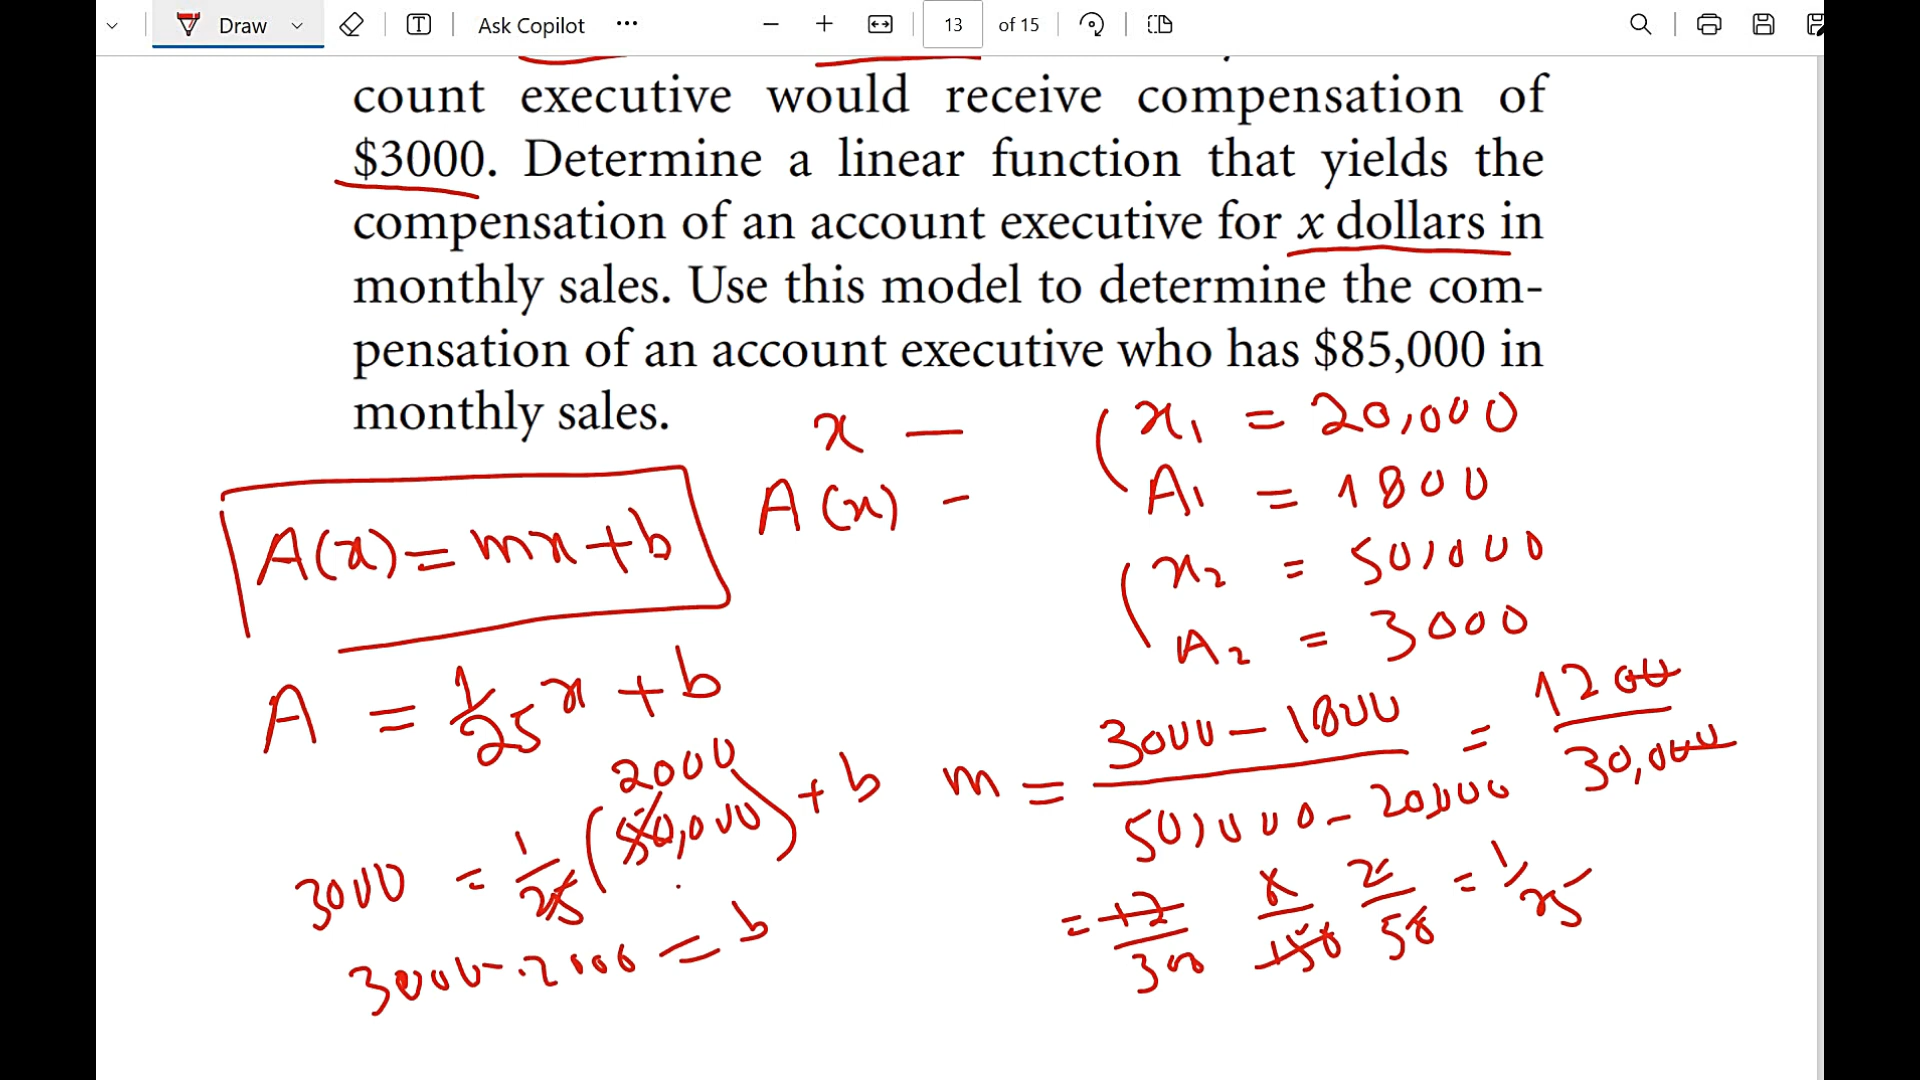 Draw
Ask Copilot
13 of 15
count executive would receive compensation of
$3000. Determine a linear function that yields the
compensation of an account executive for x dollars in
monthly sales. Use this model to determine the com-
pensation of an account executive who has $85,000 in
monthly sales.
x —
A(x) -
x1 = 20,000
A1 = 1800
x2 = 50,000
A2 = 3000
A(x) = mx + b
A = 1/25 x + b
m = 3000 - 1800 / 50,000 - 20,000 = 1200 / 30,000
= 12/300 x/150 2/50 = 1/25
2000
3000 = 1/25 (50,000) + b
3000 - 2000 = b